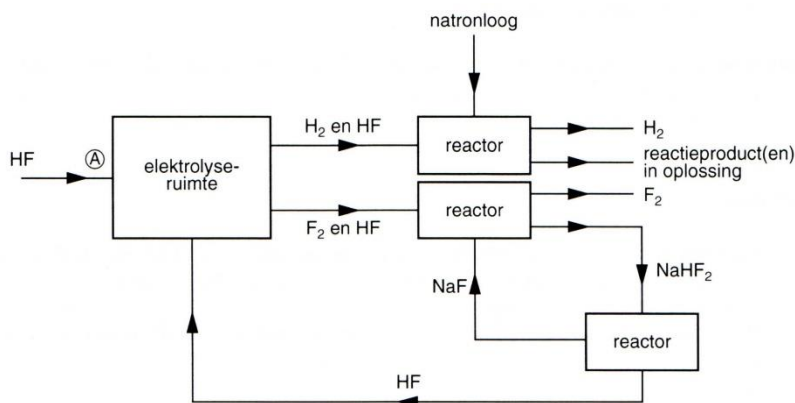 natronloog
H₂ en HF
reactor
H₂
reactieproduct(en)
in oplossing
HF
A
elektrolyse-
ruimte
F₂ en HF
reactor
F₂
NaF
NaHF₂
reactor
HF